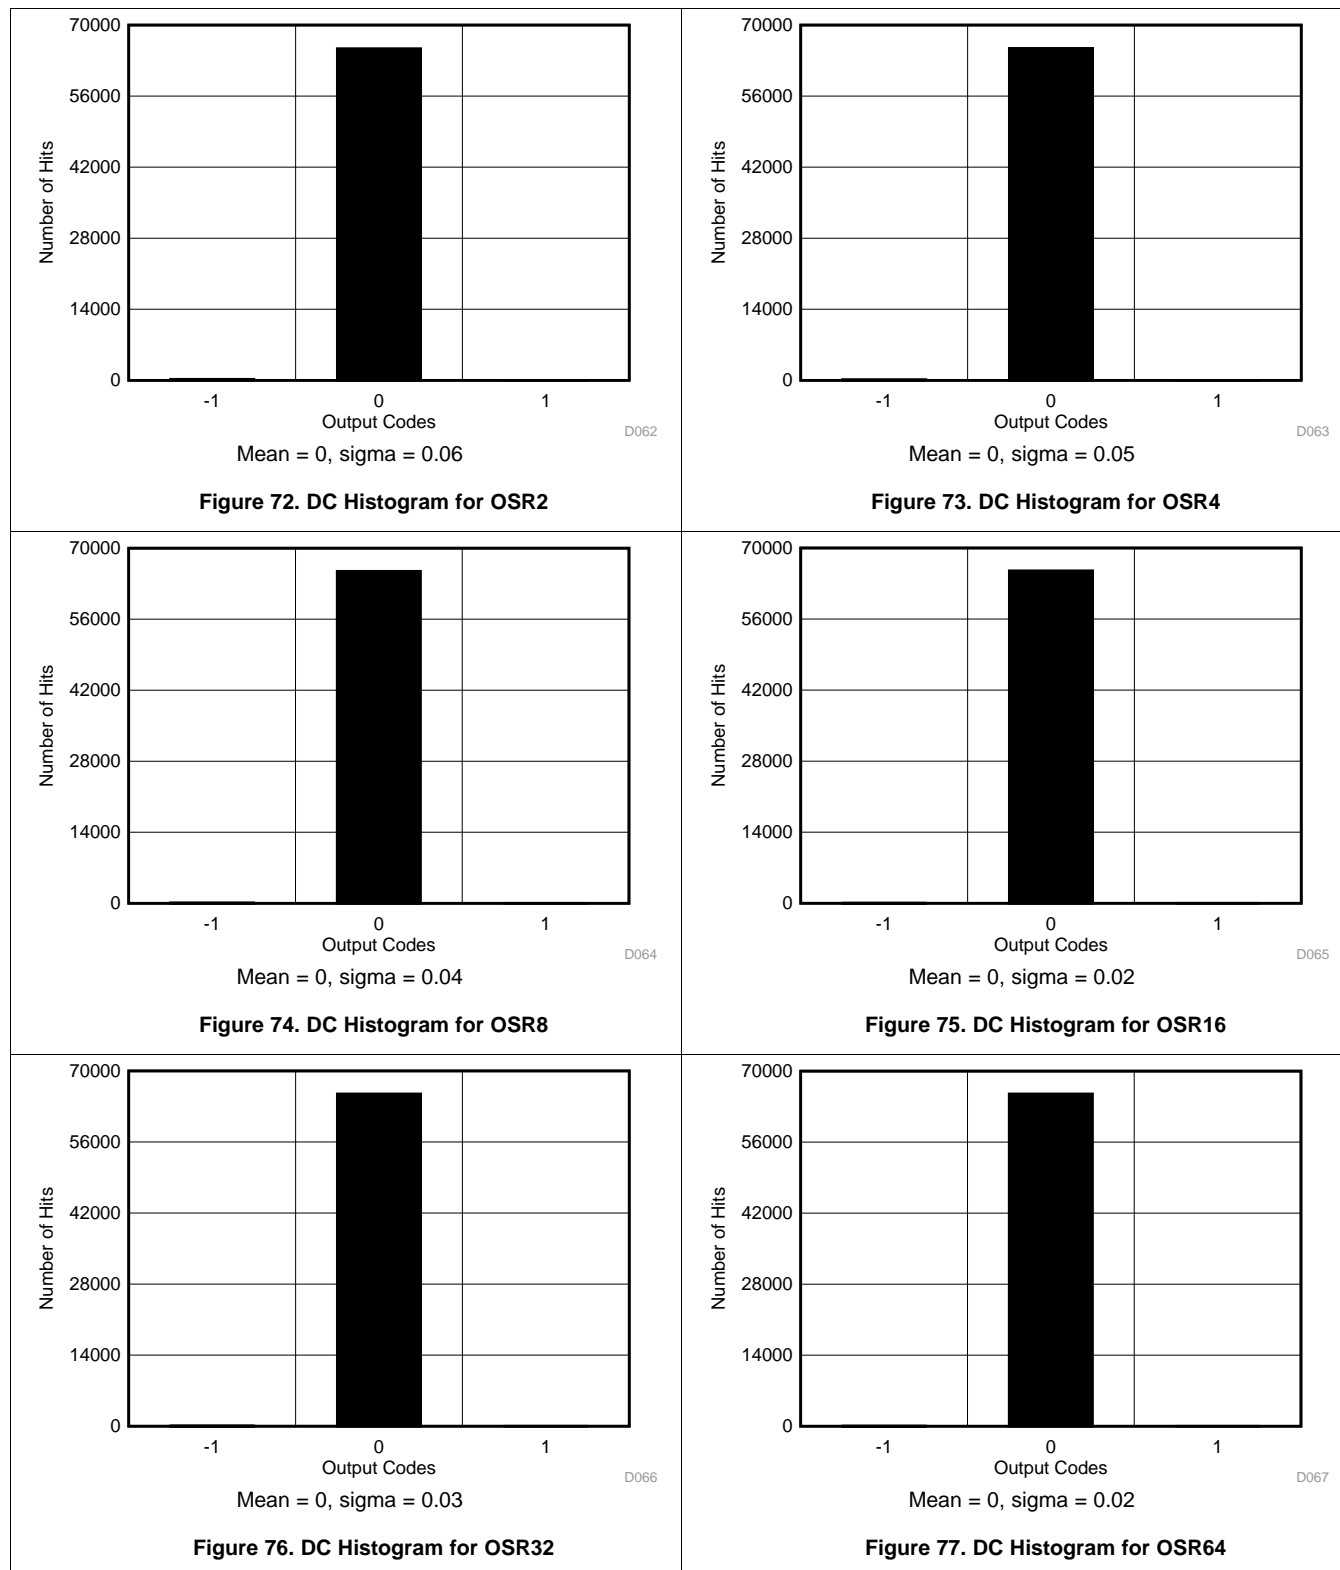 70000
56000
42000
28000
14000
0
Number of Hits
-1 0 1
Output Codes
D062
Mean = 0, sigma = 0.06
Figure 72. DC Histogram for OSR2
70000
56000
42000
28000
14000
0
Number of Hits
-1 0 1
Output Codes
D063
Mean = 0, sigma = 0.05
Figure 73. DC Histogram for OSR4
70000
56000
42000
28000
14000
0
Number of Hits
-1 0 1
Output Codes
D064
Mean = 0, sigma = 0.04
Figure 74. DC Histogram for OSR8
70000
56000
42000
28000
14000
0
Number of Hits
-1 0 1
Output Codes
D065
Mean = 0, sigma = 0.02
Figure 75. DC Histogram for OSR16
70000
56000
42000
28000
14000
0
Number of Hits
-1 0 1
Output Codes
D066
Mean = 0, sigma = 0.03
Figure 76. DC Histogram for OSR32
70000
56000
42000
28000
14000
0
Number of Hits
-1 0 1
Output Codes
D067
Mean = 0, sigma = 0.02
Figure 77. DC Histogram for OSR64